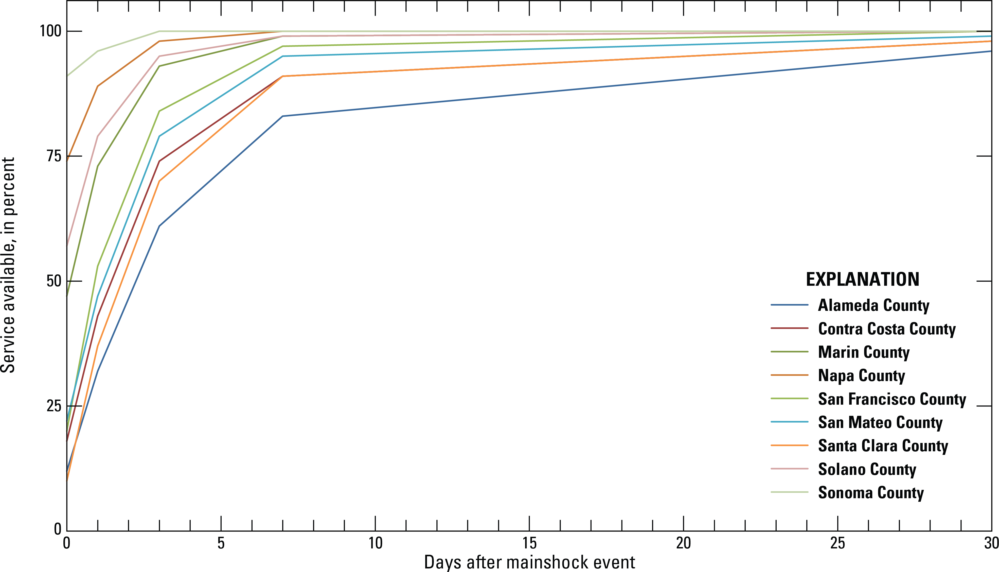 100
75
50
25
0
Service available, in percent
0 5 10 15 20 25 30
Days after mainshock event
EXPLANATION
Alameda County
Contra Costa County
Marin County
Napa County
San Francisco County
San Mateo County
Santa Clara County
Solano County
Sonoma County